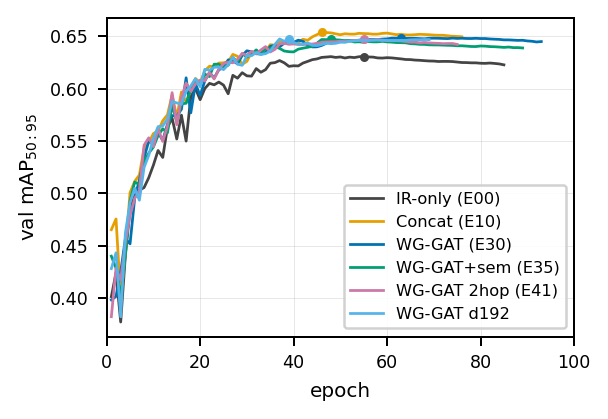 0.65
0.60
0.55
0.50
0.45
0.40
val mAP50:95
IR-only (E00)
Concat (E10)
WG-GAT (E30)
WG-GAT+sem (E35)
WG-GAT 2hop (E41)
WG-GAT d192
0 20 40 60 80 100
epoch